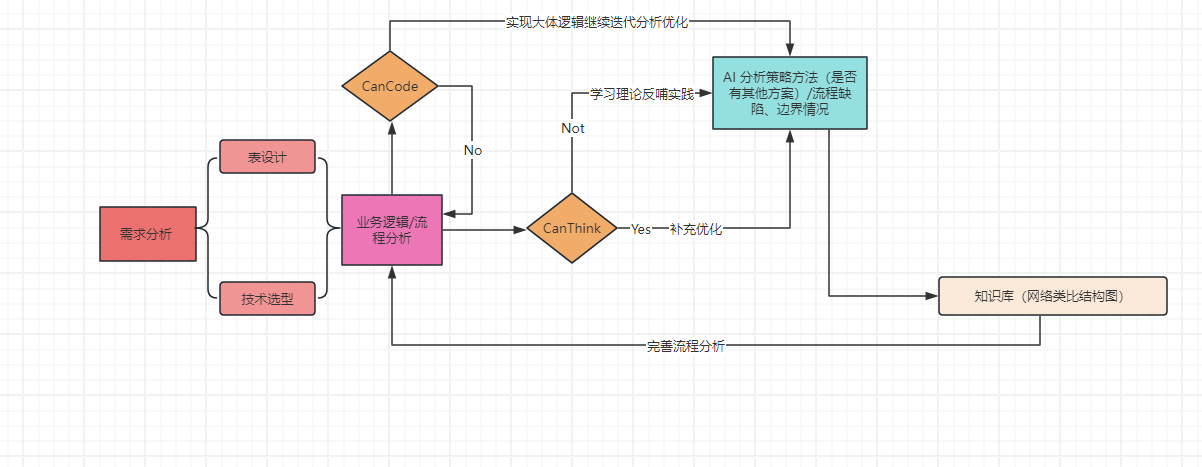 实现大体逻辑继续迭代分析优化
CanCode
AI 分析策略方法（是否
有其他方案）/流程缺
陷、边界情况
学习理论反哺实践
Not
No
表设计
业务逻辑/流
程分析
CanThink
Yes
补充优化
需求分析
技术选型
知识库（网络类比结构图）
完善流程分析